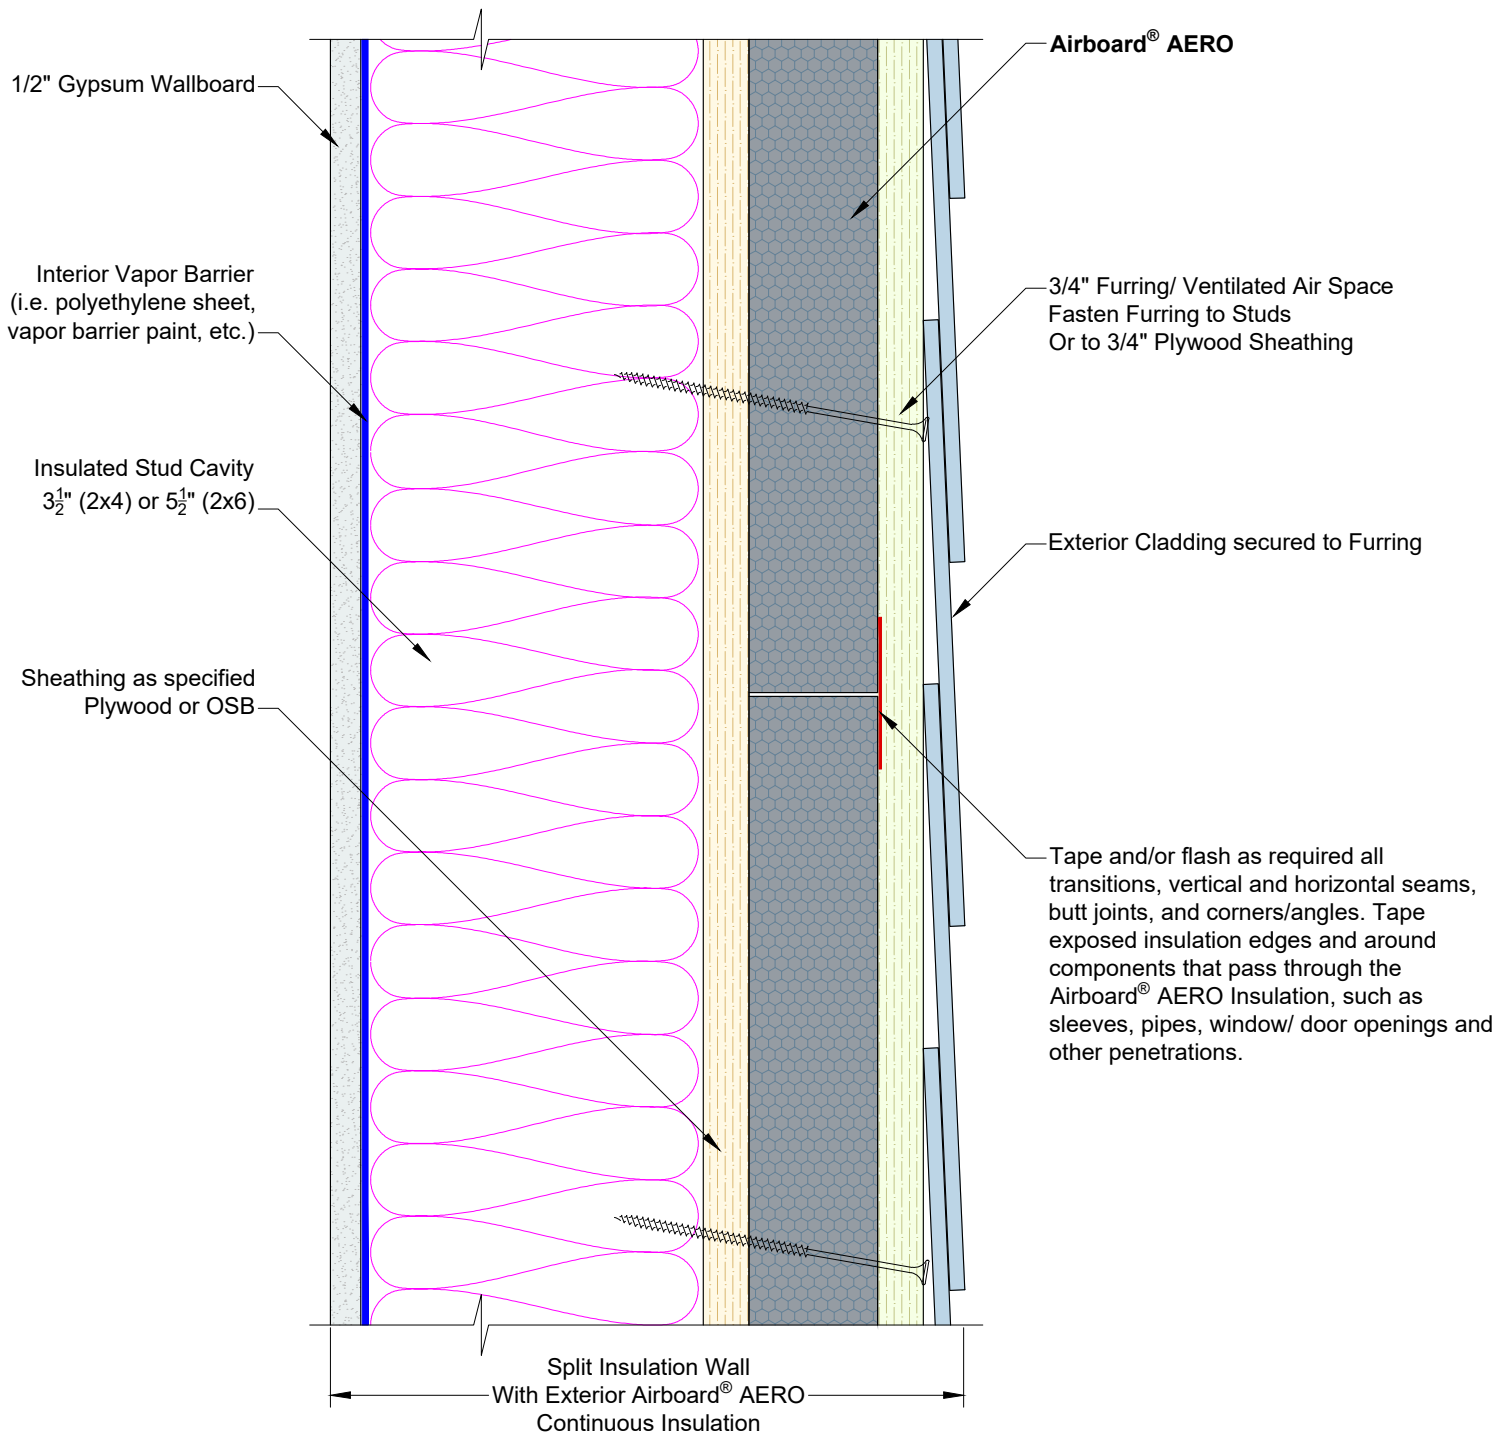 Airboard® AERO
1/2" Gypsum Wallboard
Interior Vapor Barrier
(i.e. polyethylene sheet,
vapor barrier paint, etc.)
3/4" Furring/ Ventilated Air Space
Fasten Furring to Studs
Or to 3/4" Plywood Sheathing
Insulated Stud Cavity
3½" (2x4) or 5½" (2x6)
Exterior Cladding secured to Furring
Sheathing as specified
Plywood or OSB
Tape and/or flash as required all
transitions, vertical and horizontal seams,
butt joints, and corners/angles. Tape
exposed insulation edges and around
components that pass through the
Airboard® AERO Insulation, such as
sleeves, pipes, window/ door openings and
other penetrations.
Split Insulation Wall
With Exterior Airboard® AERO
Continuous Insulation